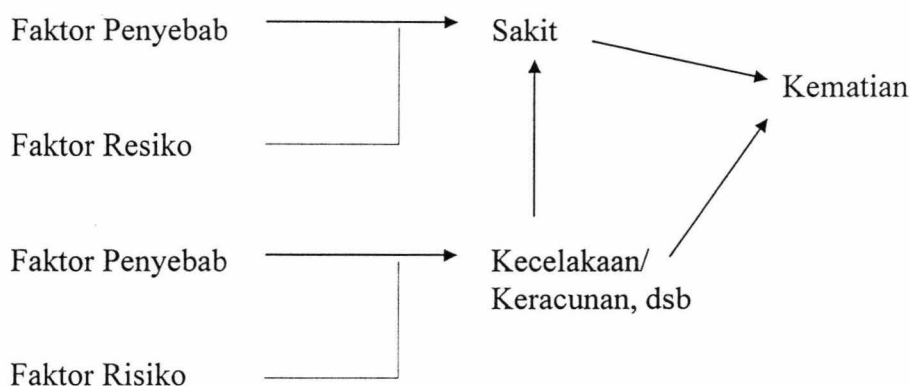 Faktor Penyebab
Sakit
Kematian
Faktor Resiko
Faktor Penyebab
Kecelakaan/
Keracunan, dsb
Faktor Risiko